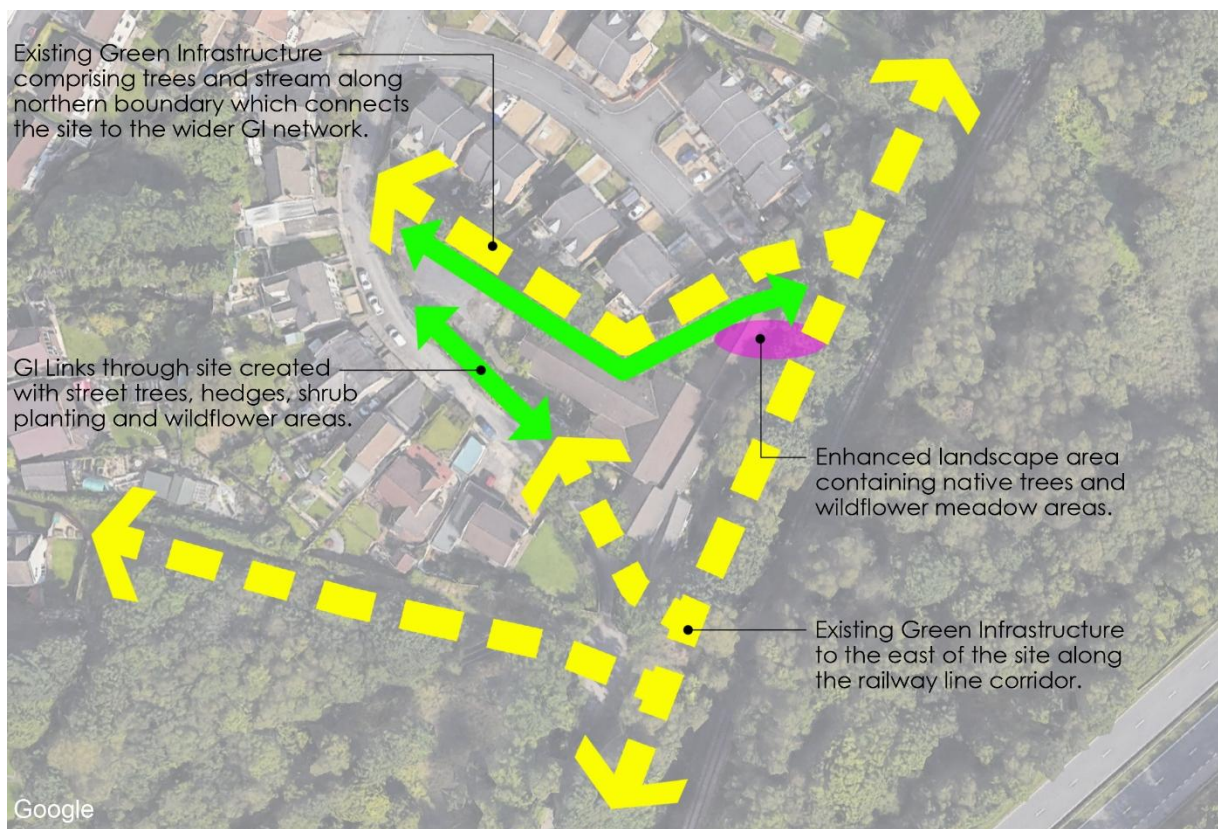 Existing Green Infrastructure
comprising trees and stream along
northern boundary which connects
the site to the wider GI network.
GI Links through site created
with street trees, hedges, shrub
planting and wildflower areas.
Enhanced landscape area
containing native trees and
wildflower meadow areas.
Existing Green Infrastructure
to the east of the site along
the railway line corridor.
Google